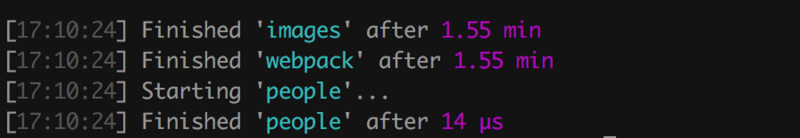 [17:10:24] Finished 'images' after 1.55 min
[17:10:24] Finished 'webpack' after 1.55 min
[17:10:24] Starting 'people'...
[17:10:24] Finished 'people' after 14 μs